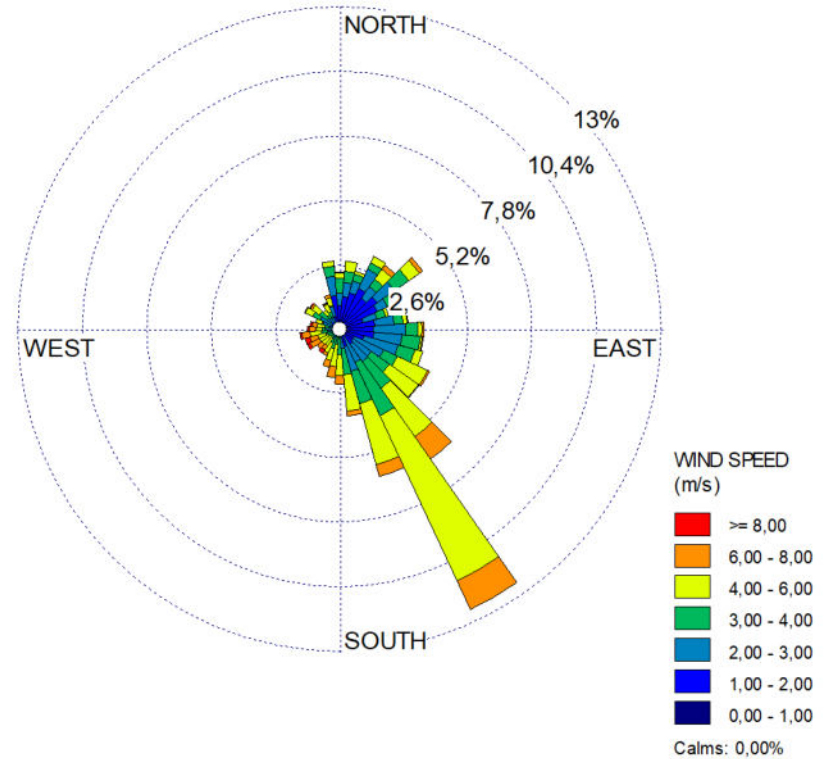 NORTH
13%
10,4%
7,8%
5,2%
2,6%
WEST
EAST
SOUTH
WIND SPEED
(m/s)
>= 8,00
6,00 - 8,00
4,00 - 6,00
3,00 - 4,00
2,00 - 3,00
1,00 - 2,00
0,00 - 1,00
Calms: 0,00%